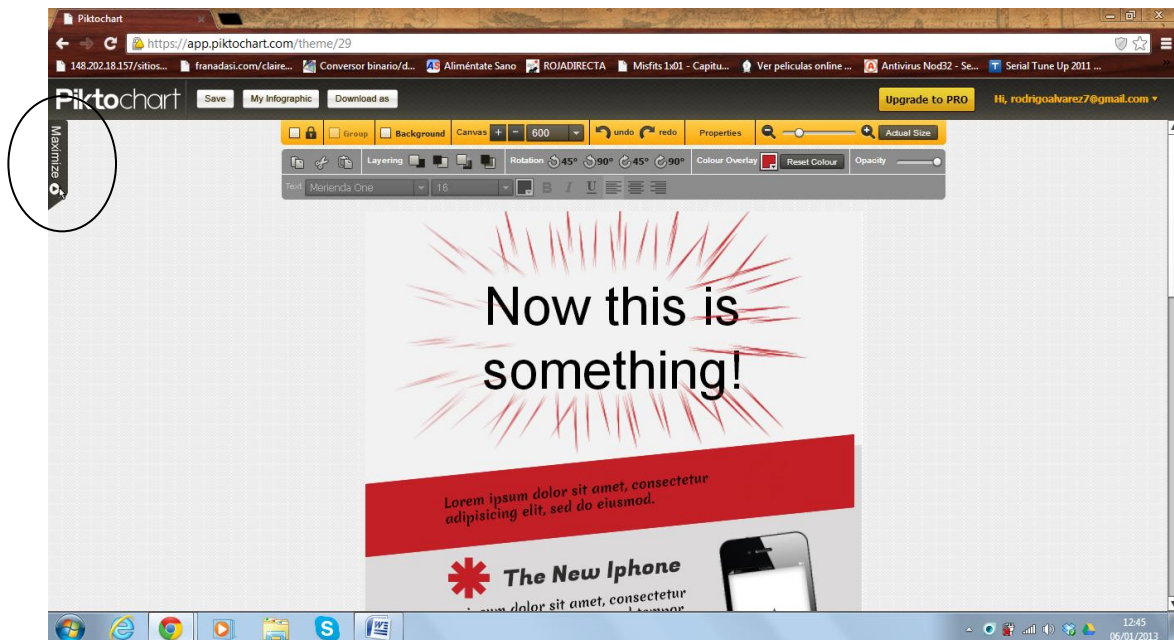 Piktochart
https://app.piktochart.com/theme/29
148.202.18.157/sitios... franadasi.com/claire... Conversor binario/d... Aliméntate Sano ROJADIRECTA Misfits 1x01 - Capitu... Ver peliculas online ... Antivirus Nod32 - Se... Serial Tune Up 2011 ...
Piktochart Save My Infographic Download as Upgrade to PRO Hi, rodrigoalvarez7@gmail.com
Maximize
Group Background Canvas + - 600 undo redo Properties Actual Size
Layering Rotation 45° 90° 45° 90° Colour Overlay Reset Colour Opacity
Text Merienda One 16 B I U
Now this is
something!
Lorem ipsum dolor sit amet, consectetur
adipisicing elit, sed do eiusmod.
The New Iphone
dolor sit amet, consectetur
12:45
06/01/2013